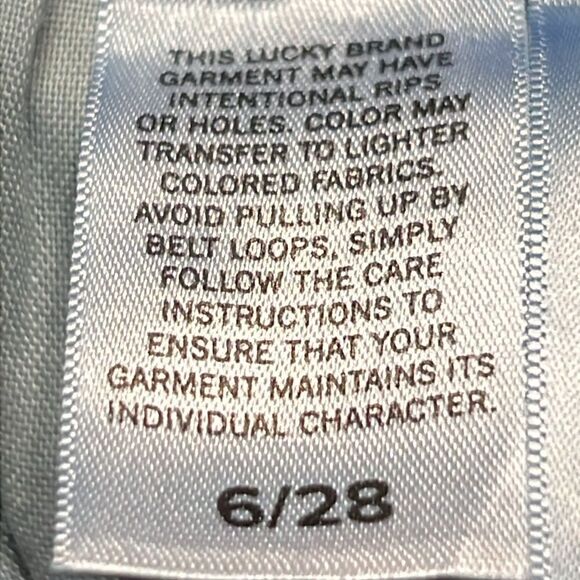 THIS LUCKY BRAND
GARMENT MAY HAVE
INTENTIONAL RIPS
OR HOLES. COLOR MAY
TRANSFER TO LIGHTER
COLORED FABRICS.
AVOID PULLING UP BY
BELT LOOPS. SIMPLY
FOLLOW THE CARE
INSTRUCTIONS TO
ENSURE THAT YOUR
GARMENT MAINTAINS ITS
INDIVIDUAL CHARACTER.
6/28